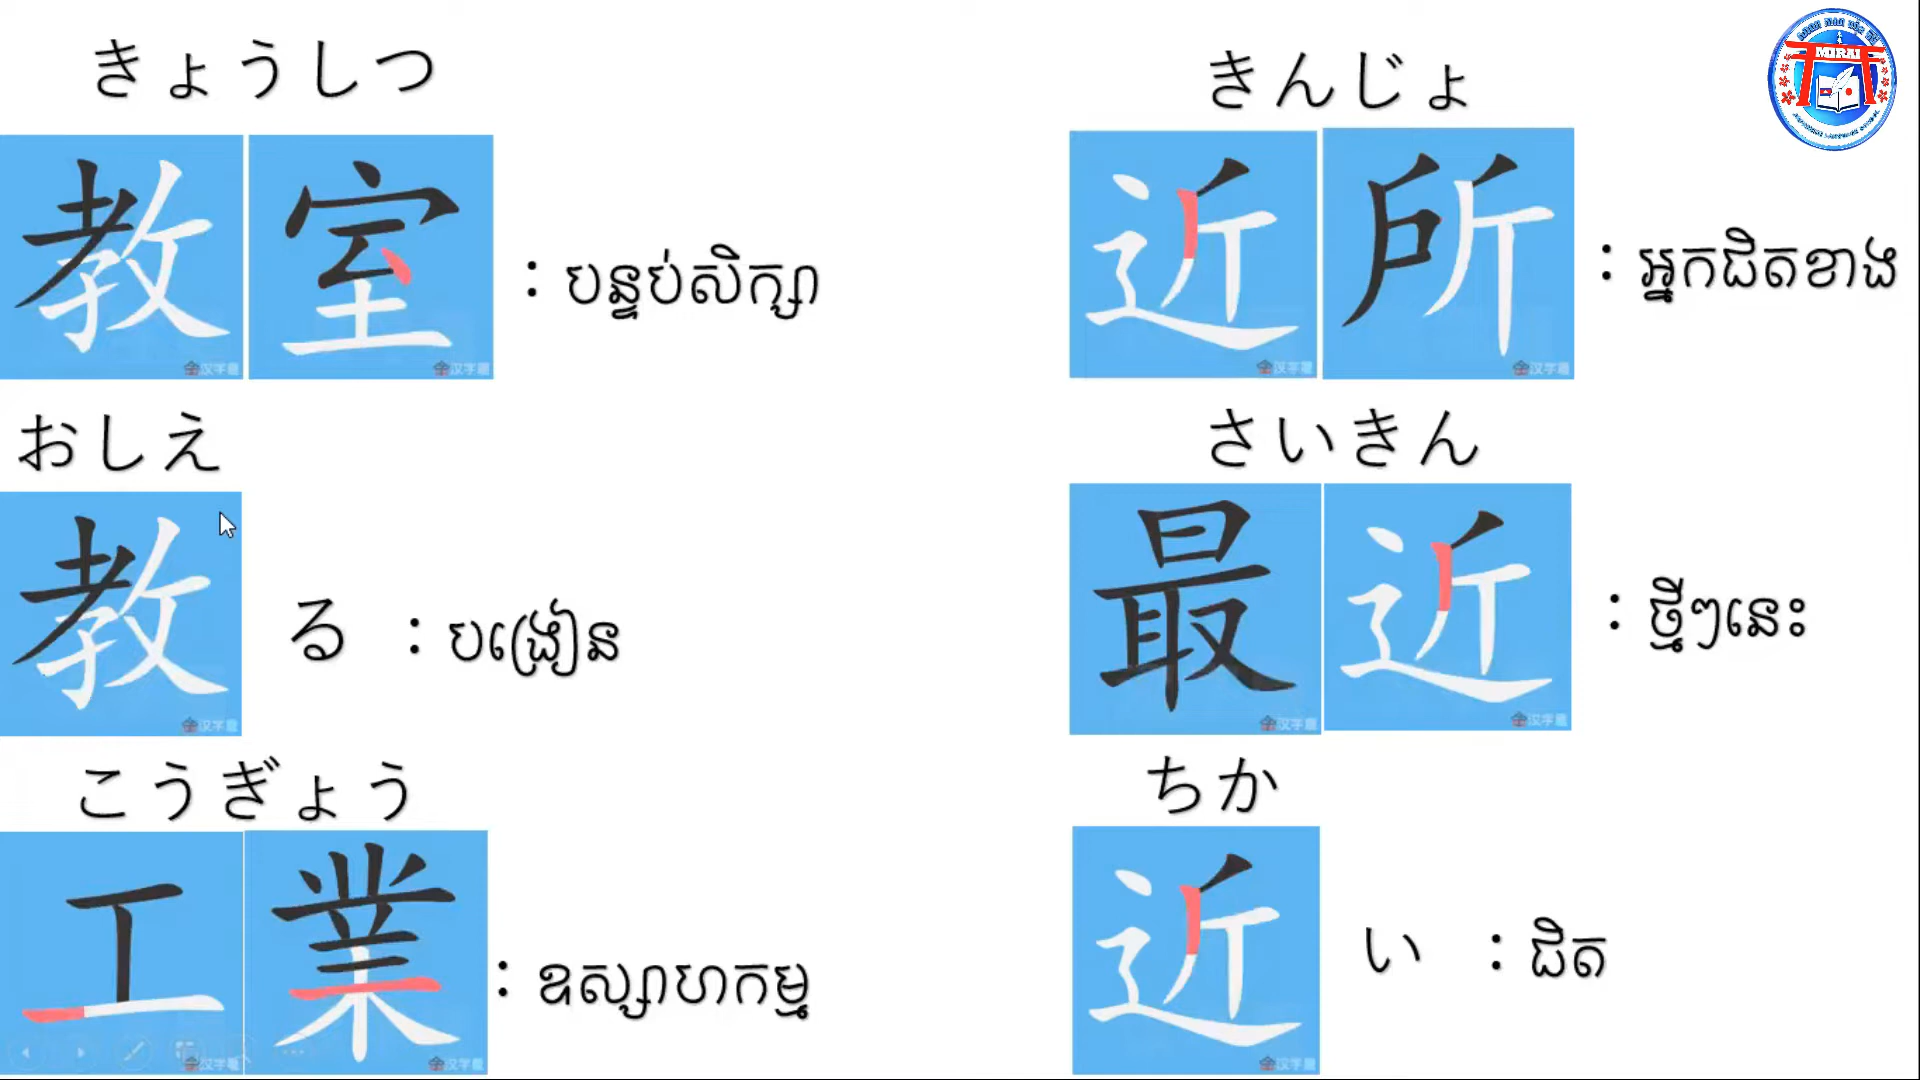 きょうしつ
教室 : បន្ទប់សិក្សា
おしえ
教 る : បង្រៀន
こうぎょう
工業 : ឧស្សាហកម្ម
きんじょ
近所 : អ្នកជិតខាង
さいきん
最近 : ថ្មីៗនេះ
ちか
近 い : ជិត
MIRAI